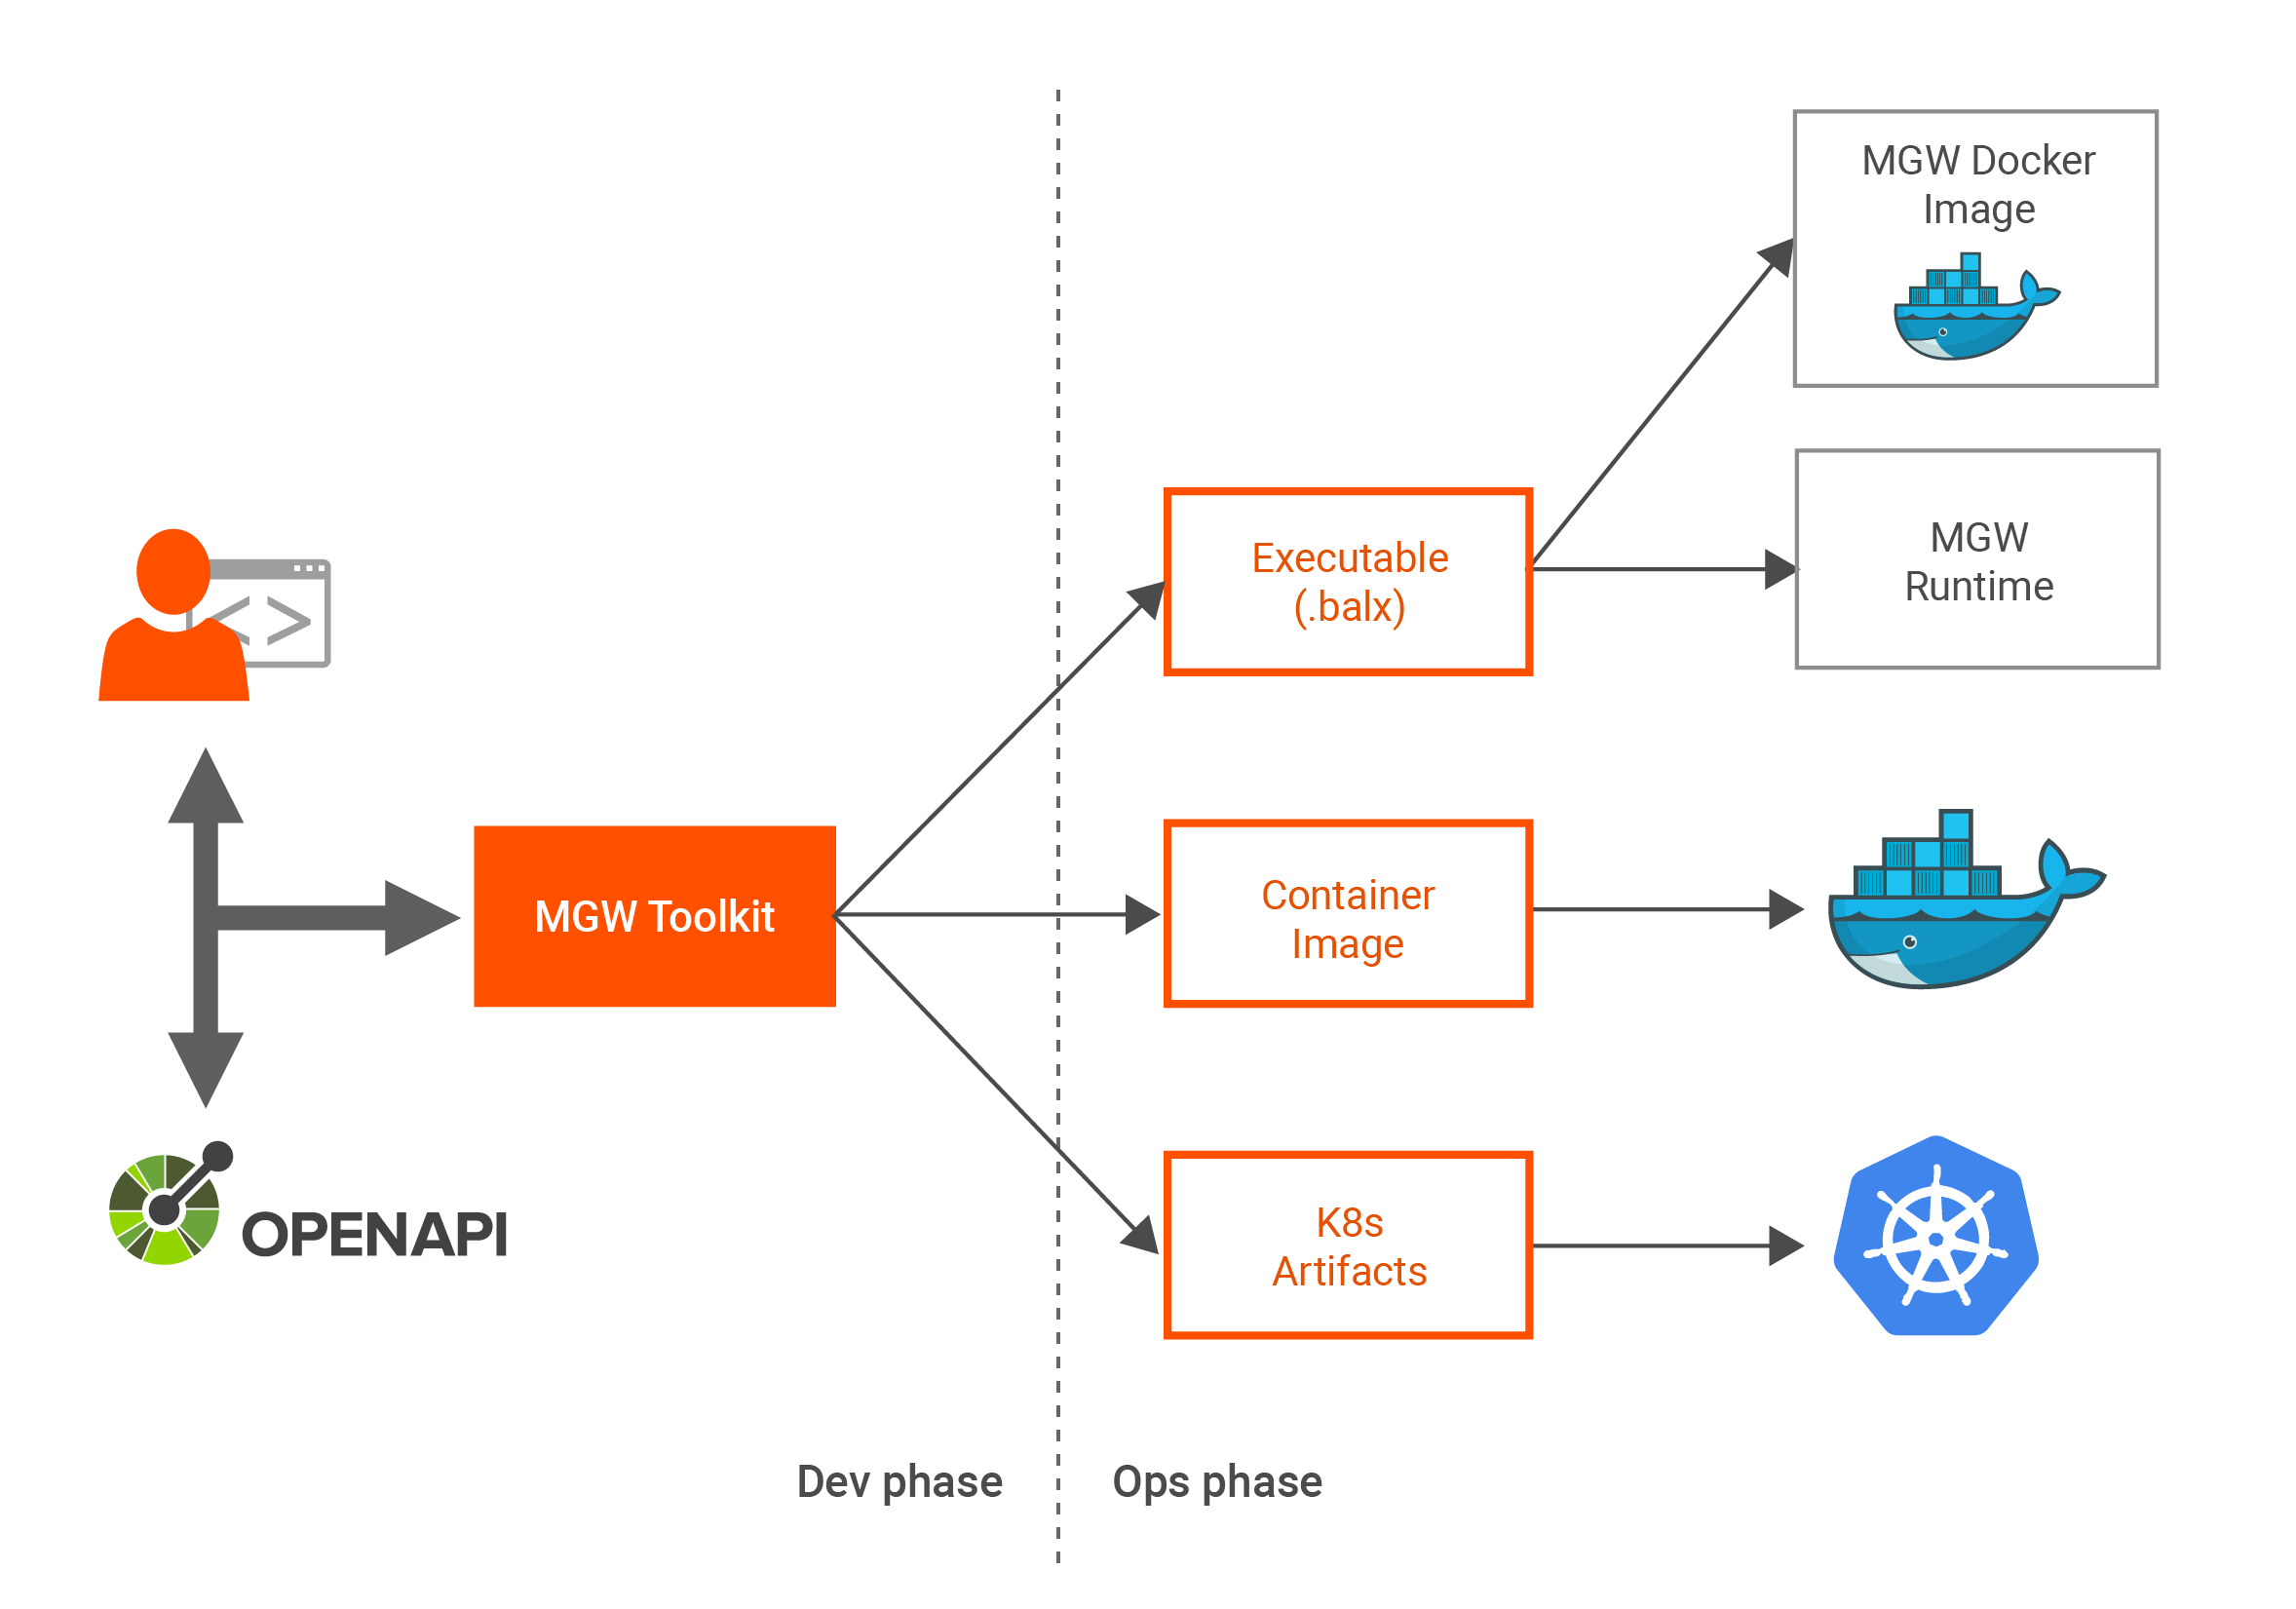 MGW Docker
Image
MGW
Runtime
Executable
(.balx)
< >
MGW Toolkit
Container
Image
OPENAPI
K8s
Artifacts
Dev phase
Ops phase